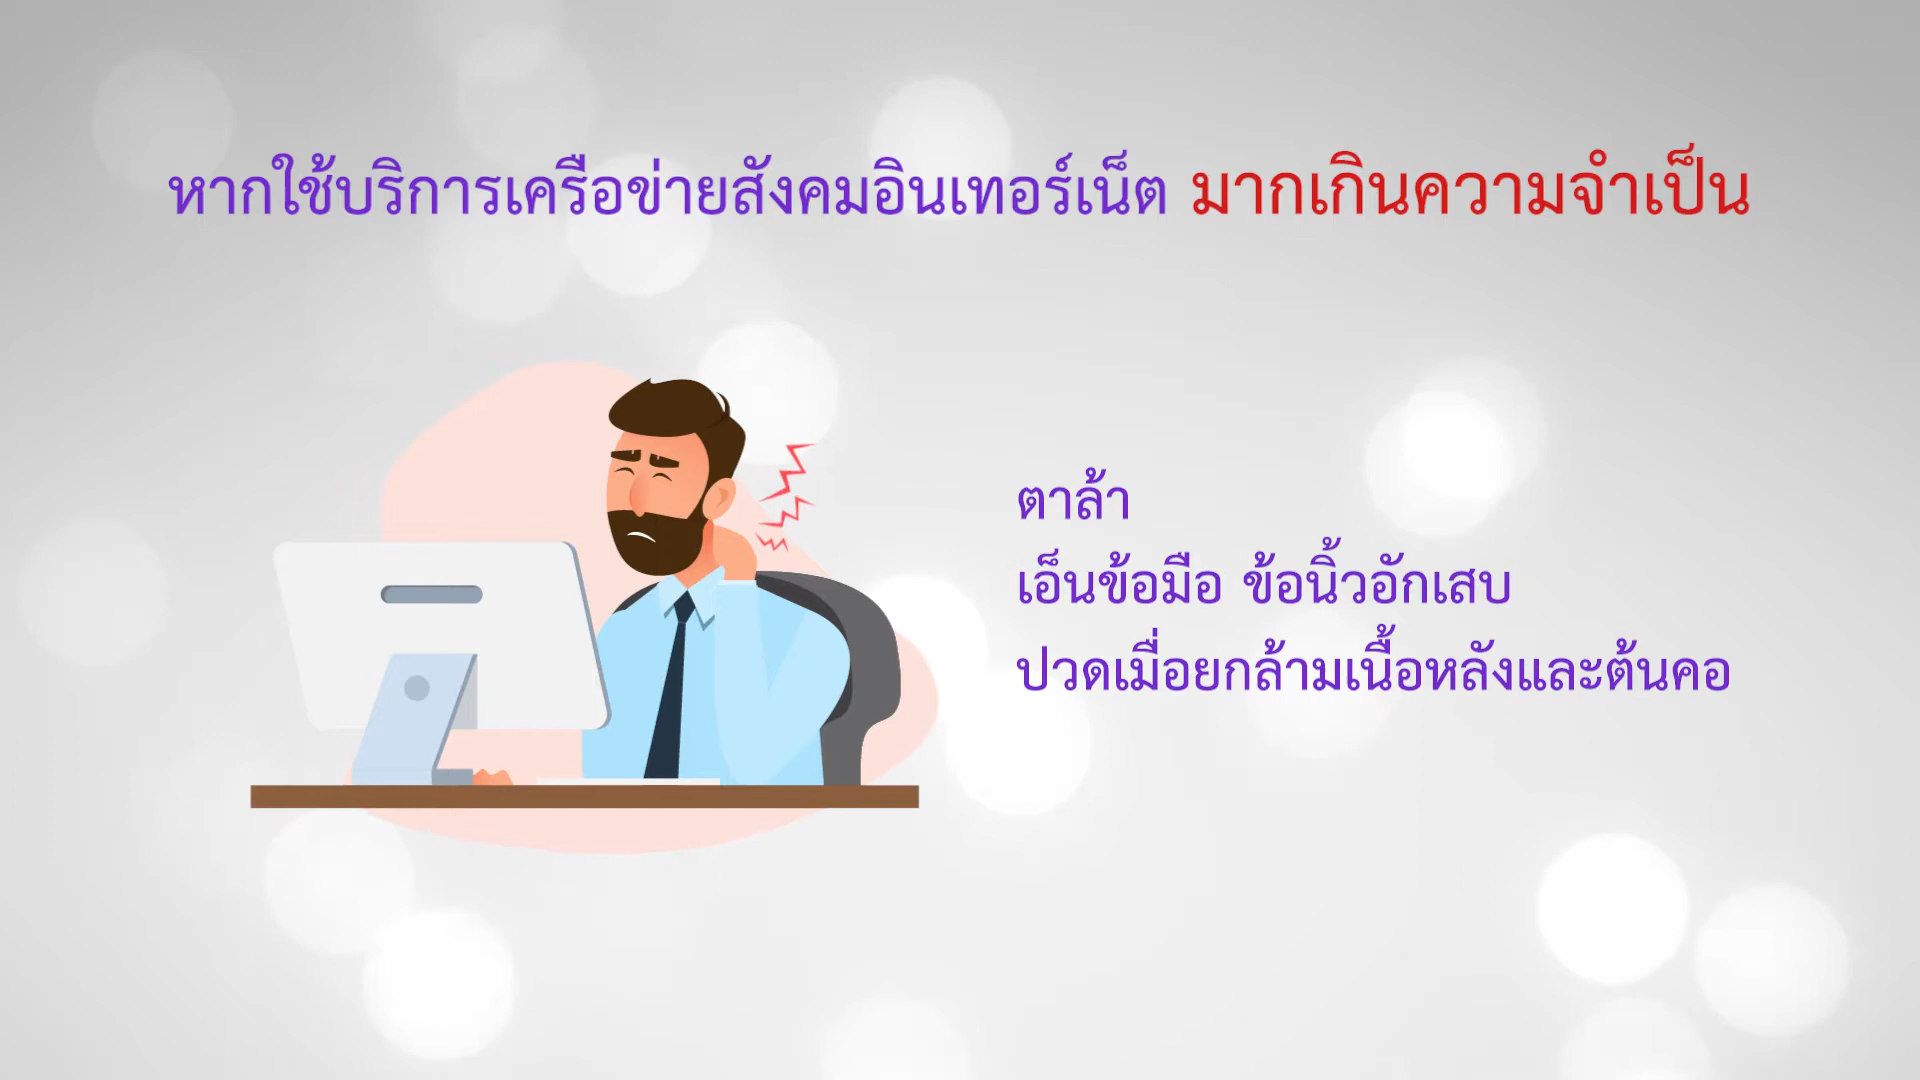 หากใช้บริการเครือข่ายสังคมอินเทอร์เน็ต มากเกินความจำเป็น
ตาล้า
เอ็นข้อมือ ข้อนิ้วอักเสบ
ปวดเมื่อยกล้ามเนื้อหลังและต้นคอ